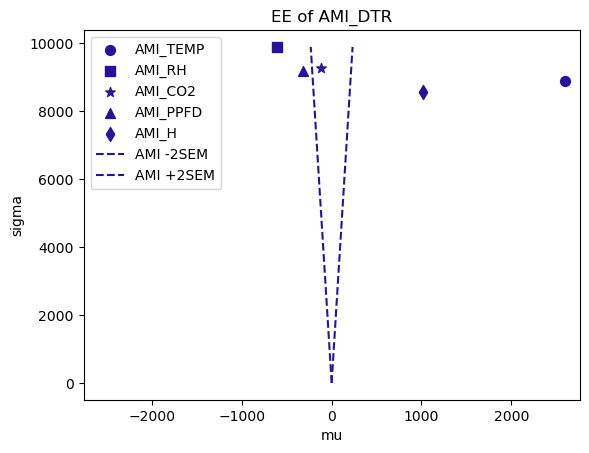 EE of AMI_DTR
AMI_TEMP
AMI_RH
AMI_CO2
AMI_PPFD
AMI_H
AMI -2SEM
AMI +2SEM
10000
8000
6000
4000
2000
0
sigma
−2000
−1000
0
1000
2000
mu